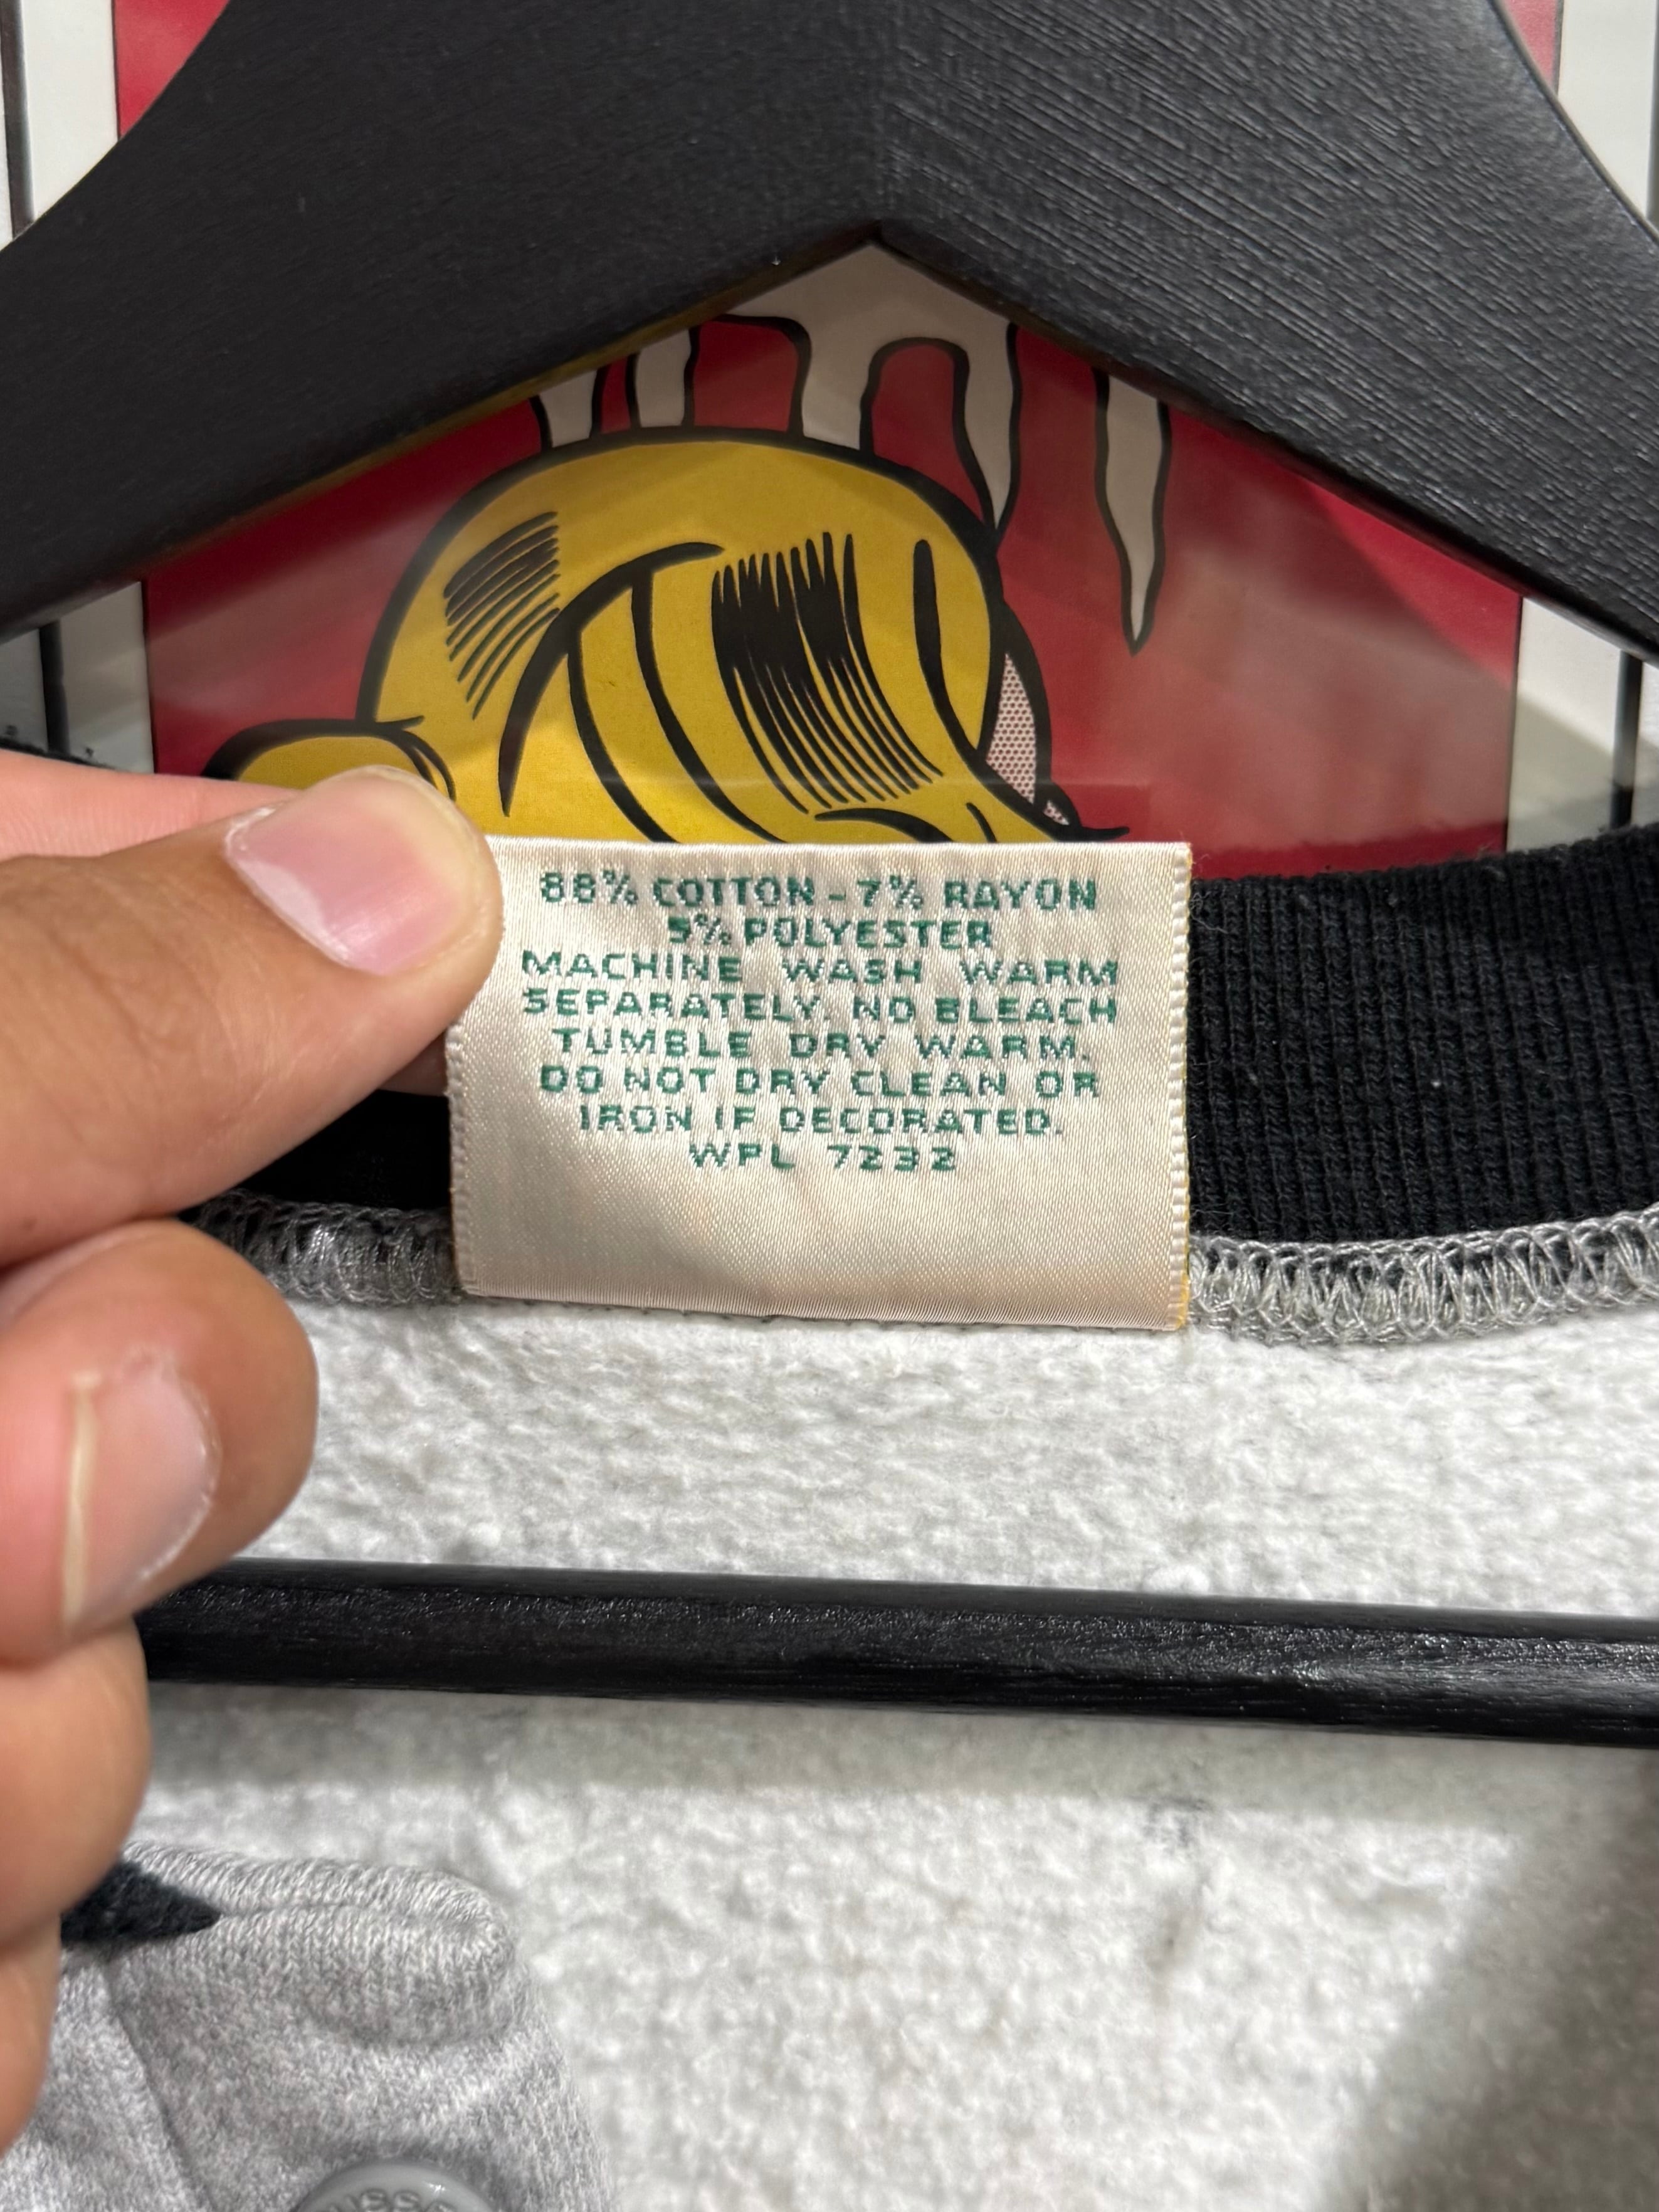 88% COTTON - 7% RAYON
5% POLYESTER
MACHINE WASH WARM
SEPARATELY. NO BLEACH
TUMBLE DRY WARM.
DO NOT DRY CLEAN OR
IRON IF DECORATED.
WPL 7232